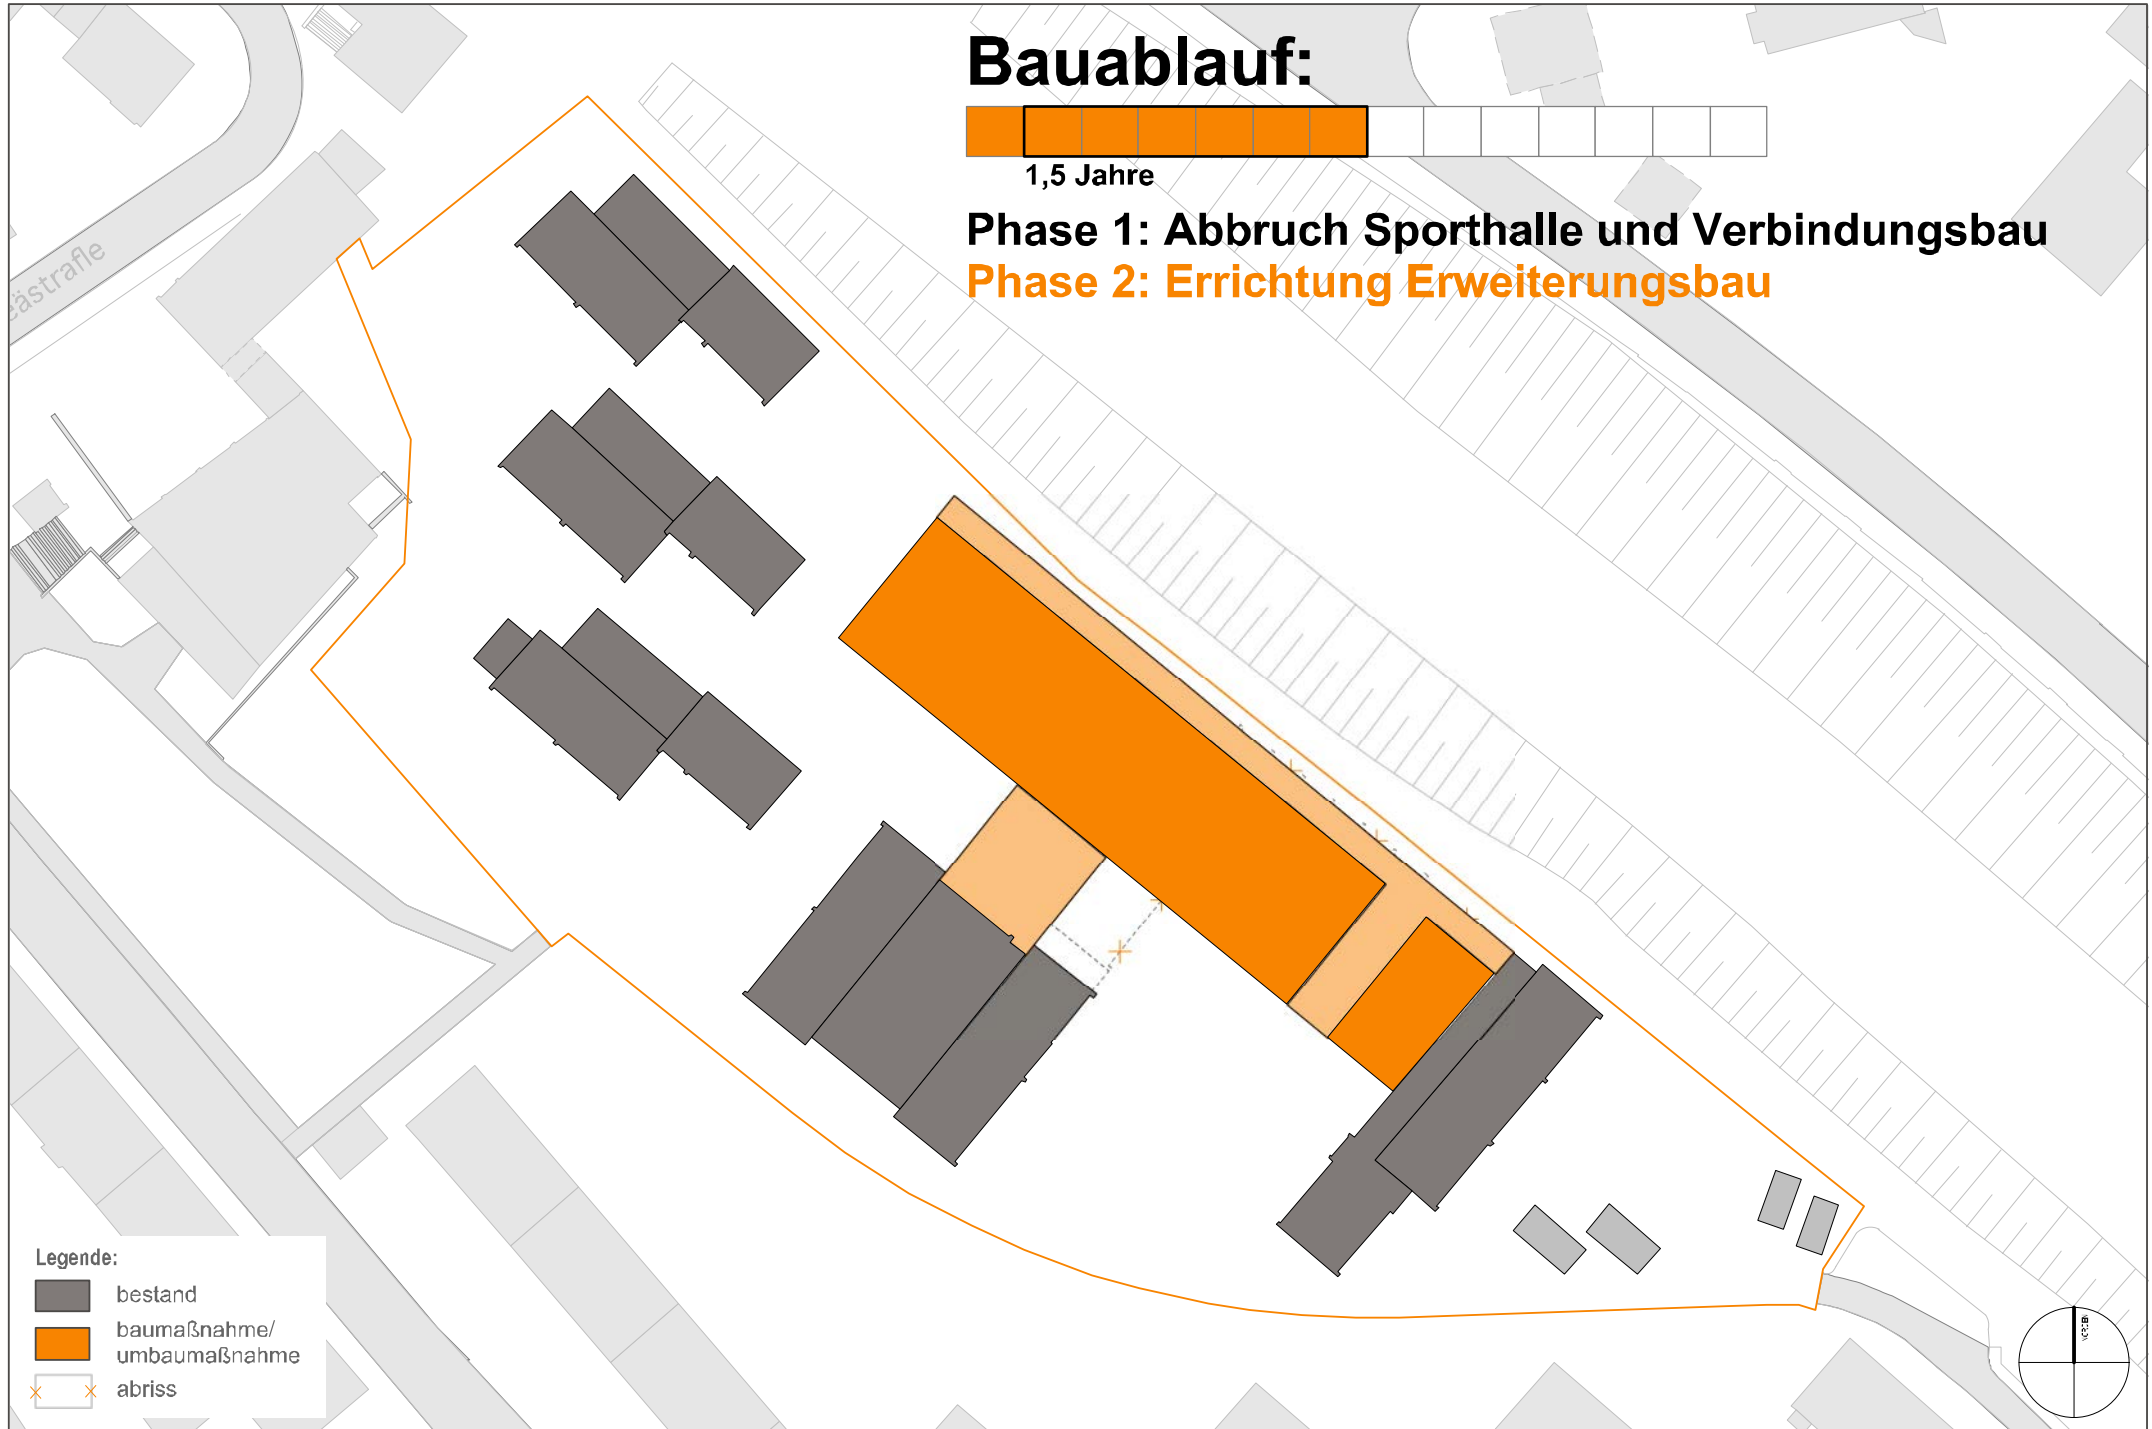 Bauablauf:
1,5 Jahre
Phase 1: Abbruch Sporthalle und Verbindungsbau
Phase 2: Errichtung Erweiterungsbau
eästrafle
Legende:
bestand
baumaßnahme/
umbaumaßnahme
abriss